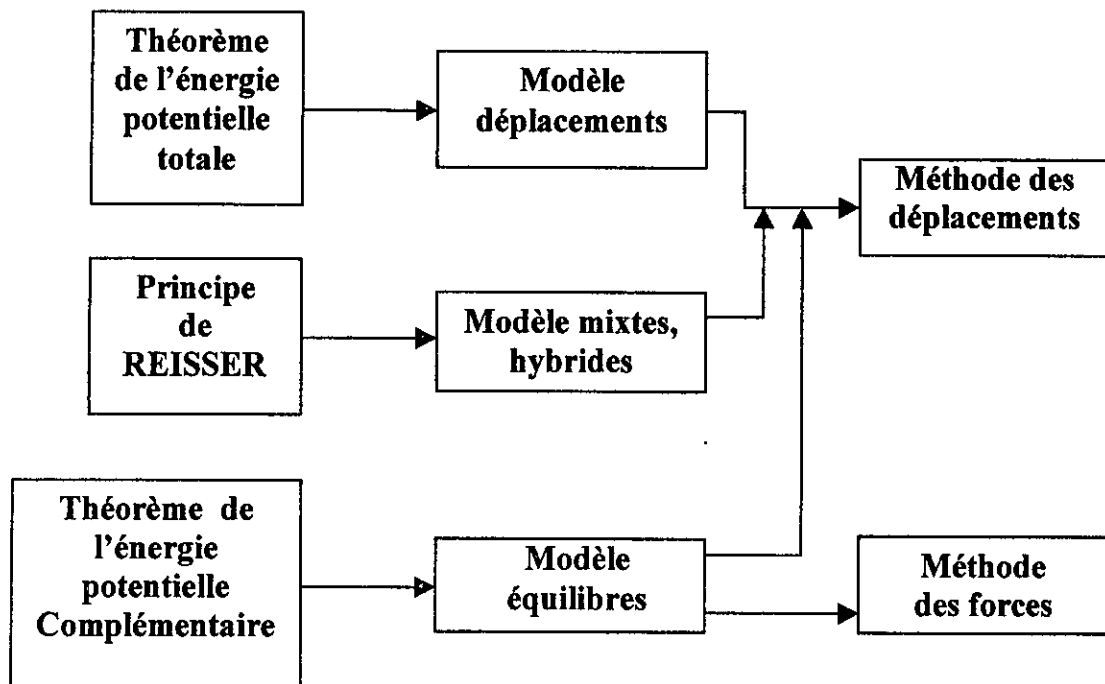 Théorème
de l'énergie
potentielle
totale
Modèle
déplacements
Méthode des
déplacements
Principe
de
REISSER
Modèle mixtes,
hybrides
Théorème de
l'énergie
potentielle
Complémentaire
Modèle
équilibres
Méthode
des forces